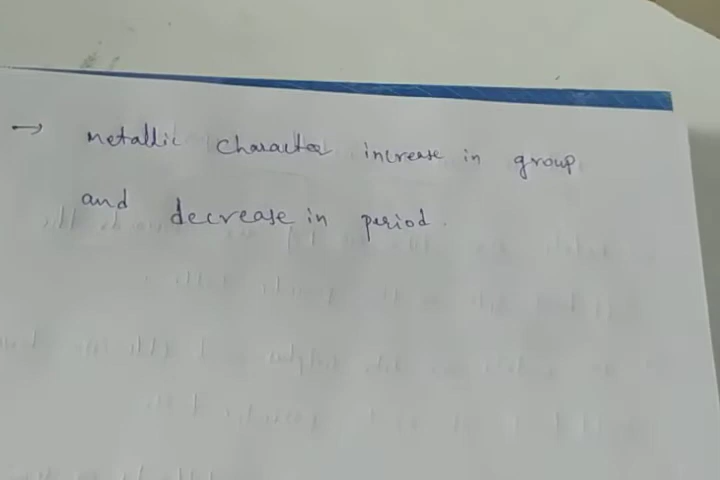 → metallic character increase in group
and decrease in period.